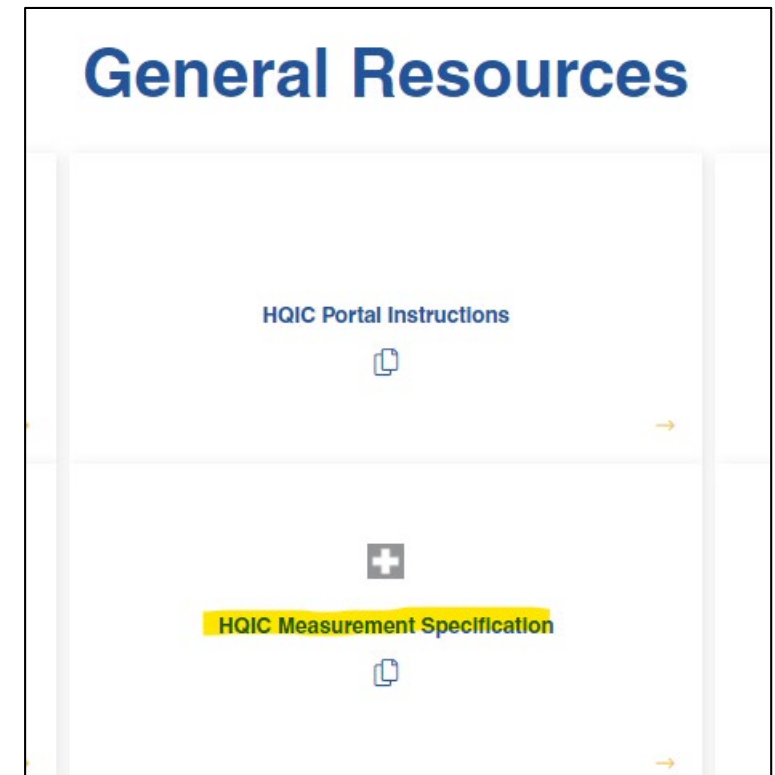 General Resources
HQIC Portal Instructions
HQIC Measurement Specification